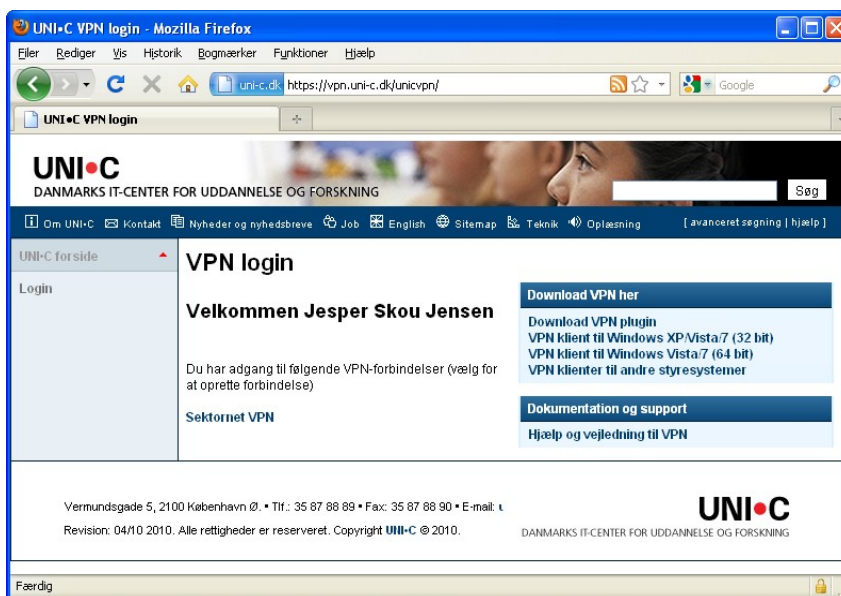 UNI•C VPN login - Mozilla Firefox
Filer Rediger Vis Historik Bogmærker Funktioner Hjælp
uni-c.dk https://vpn.uni-c.dk/unicvpn/ Google
UNI•C VPN login
UNI•C
DANMARKS IT-CENTER FOR UDDANNELSE OG FORSKNING
Søg
Om UNI•C Kontakt Nyheder og nyhedsbreve Job English Sitemap Teknik Oplæsning [ avanceret søgning | hjælp ]
UNI•C forside
Login
VPN login
Velkommen Jesper Skou Jensen
Du har adgang til følgende VPN-forbindelser (vælg for
at oprette forbindelse)
Sektornet VPN
Download VPN her
Download VPN plugin
VPN klient til Windows XP/Vista/7 (32 bit)
VPN klient til Windows Vista/7 (64 bit)
VPN klienter til andre styresystemer
Dokumentation og support
Hjælp og vejledning til VPN
Vermundsgade 5, 2100 København Ø. • Tlf.: 35 87 88 89 • Fax: 35 87 88 90 • E-mail:
Revision: 04/10 2010. Alle rettigheder er reserveret. Copyright UNI•C © 2010.
UNI•C
DANMARKS IT-CENTER FOR UDDANNELSE OG FORSKNING
Færdig